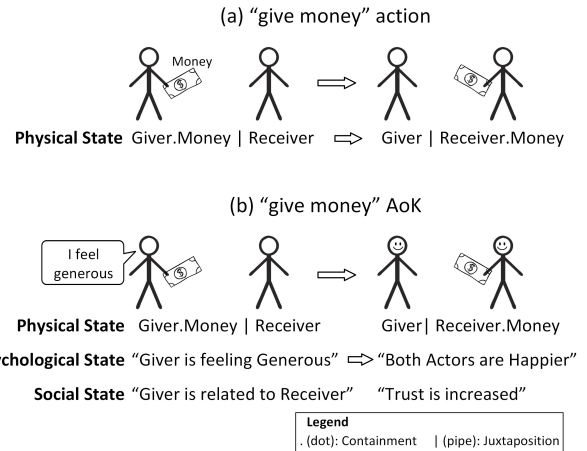 (a) “give money” action
Money
$
$
Physical State Giver.Money | Receiver ⇨ Giver | Receiver.Money
(b) “give money” AoK
I feel
generous
$
$
Physical State Giver.Money | Receiver Giver| Receiver.Money
ychological State “Giver is feeling Generous” ⇨ “Both Actors are Happier”
Social State “Giver is related to Receiver” “Trust is increased”
Legend
. (dot): Containment | (pipe): Juxtaposition